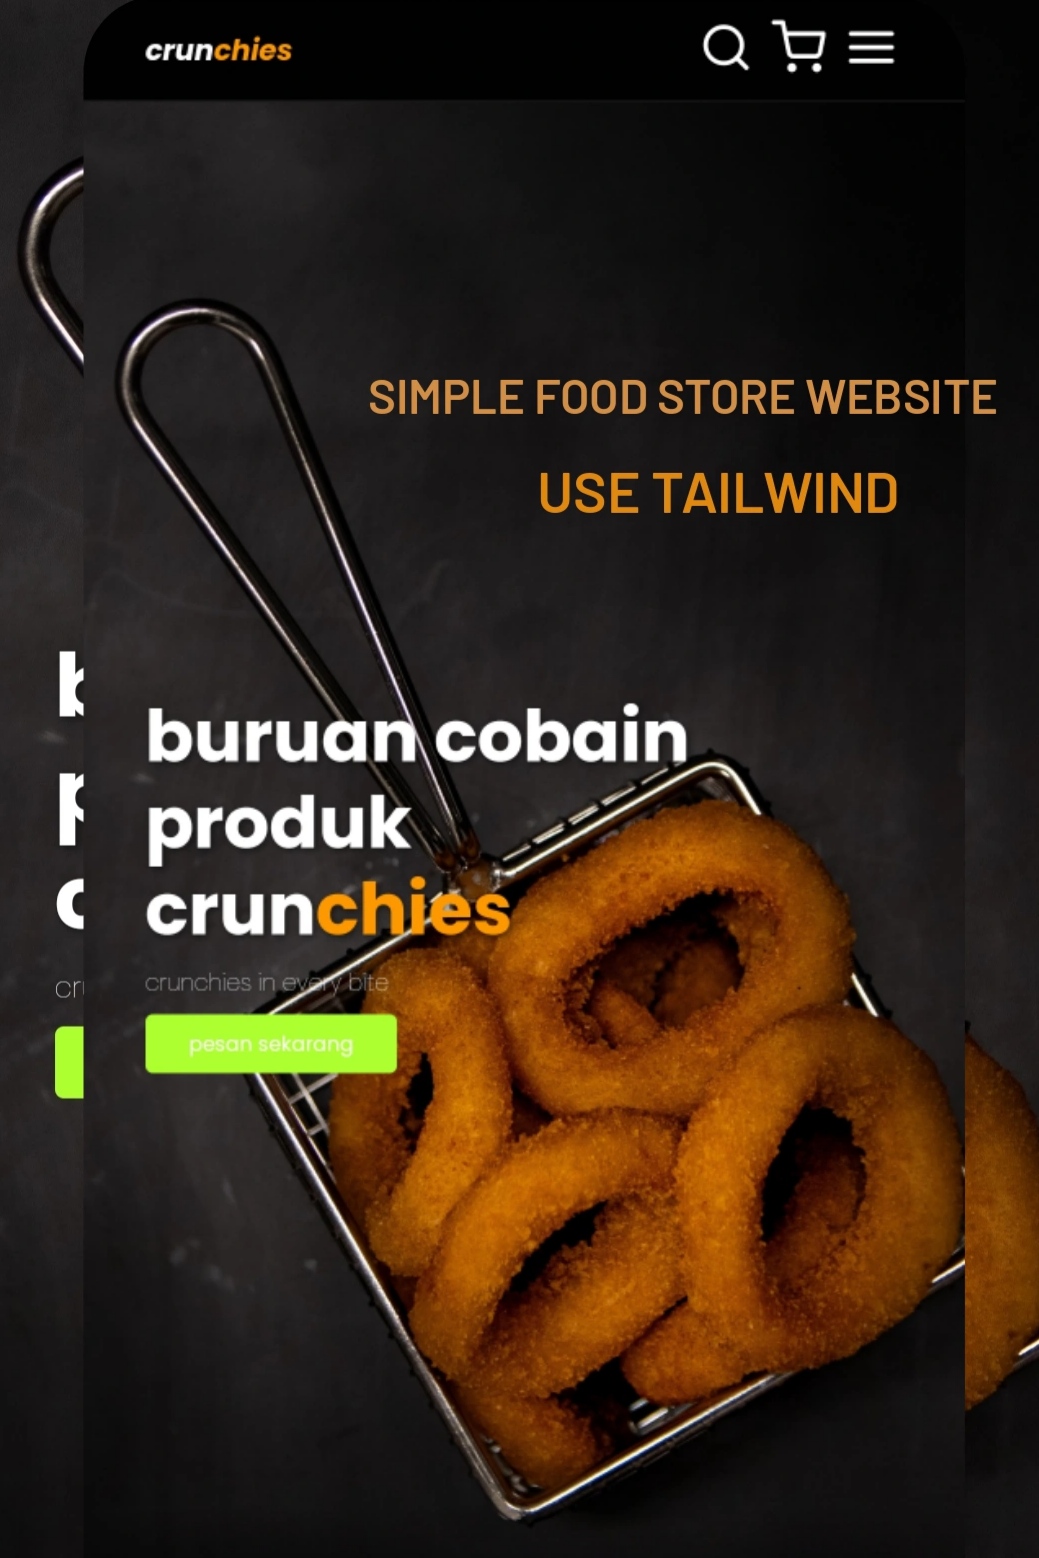 crunchies
SIMPLE FOOD STORE WEBSITE
USE TAILWIND
buruan cobain
produk
crunchies
crunchies in every bite
pesan sekarang